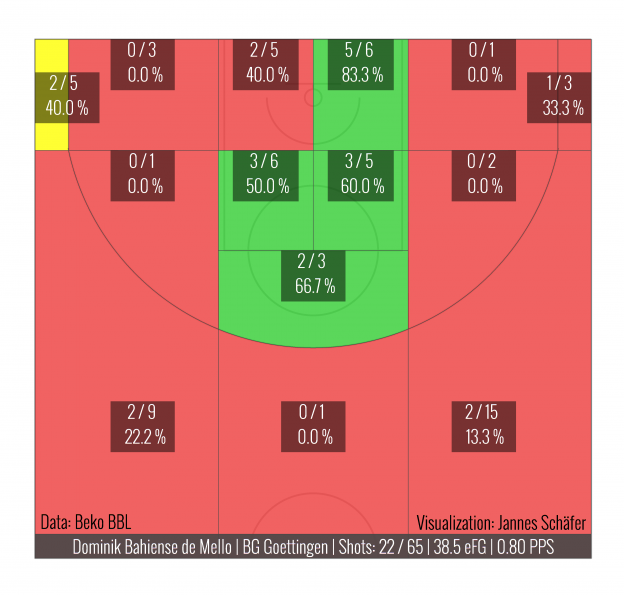 0 / 3
0.0 %
2 / 5
40.0 %
5 / 6
83.3 %
0 / 1
0.0 %
2 / 5
40.0 %
1 / 3
33.3 %
0 / 1
0.0 %
3 / 6
50.0 %
3 / 5
60.0 %
0 / 2
0.0 %
2 / 3
66.7 %
2 / 9
22.2 %
0 / 1
0.0 %
2 / 15
13.3 %
Data: Beko BBL
Visualization: Jannes Schäfer
Dominik Bahiense de Mello | BG Goettingen | Shots: 22 / 65 | 38.5 eFG | 0.80 PPS